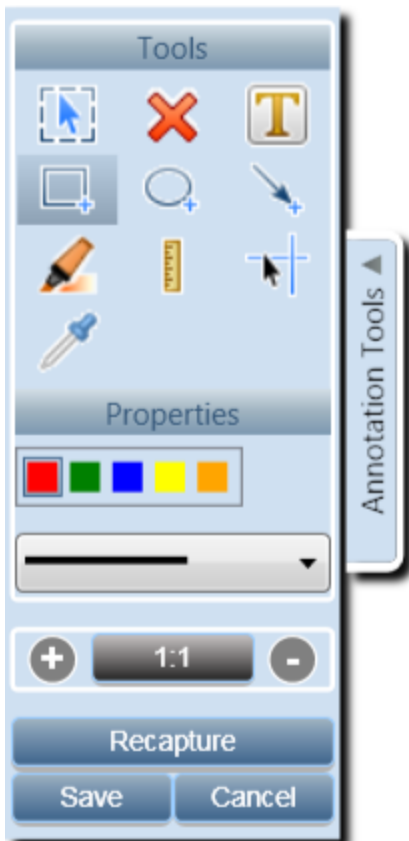 Tools
T
Annotation Tools
Properties
+
1:1
-
Recapture
Save
Cancel